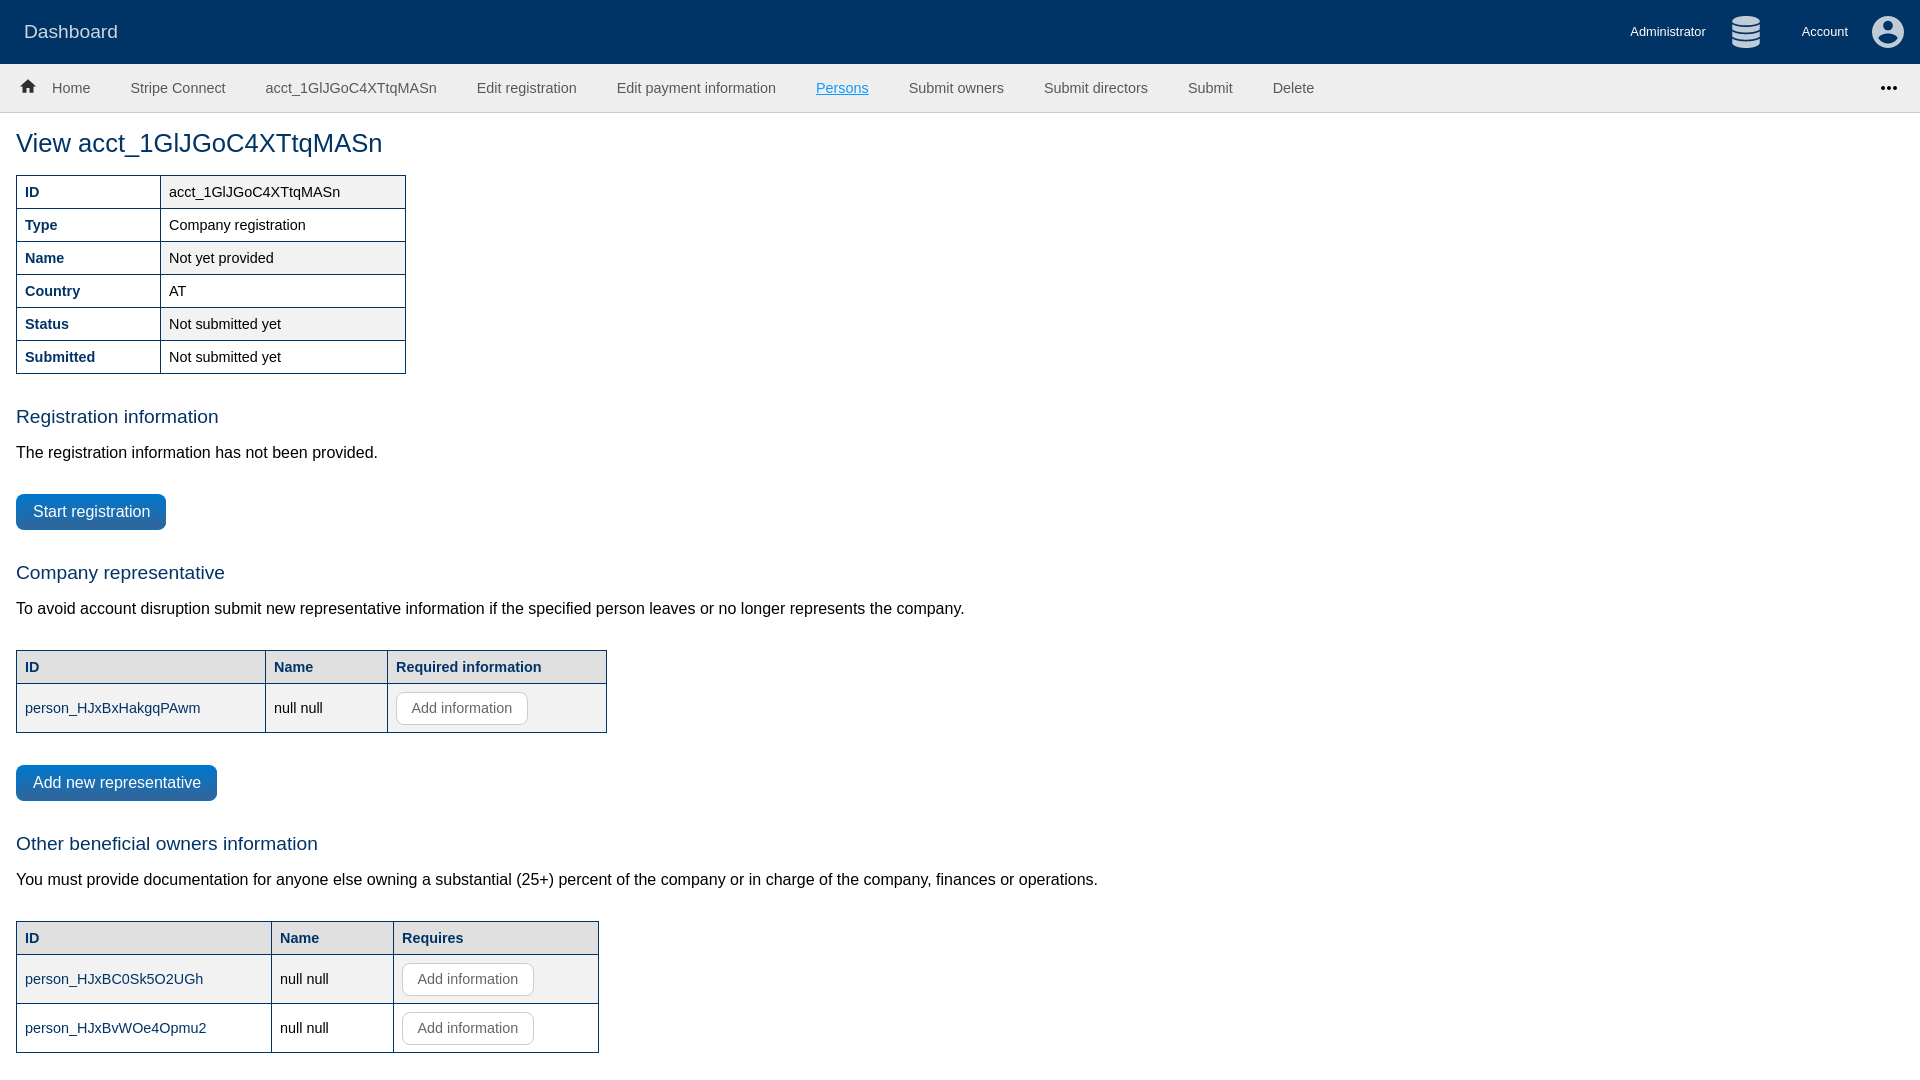 Dashboard
Administrator
Account
Home Stripe Connect acct_1GlJGoC4XTtqMASn Edit registration Edit payment information Persons Submit owners Submit directors Submit Delete
View acct_1GlJGoC4XTtqMASn
ID acct_1GlJGoC4XTtqMASn
Type Company registration
Name Not yet provided
Country AT
Status Not submitted yet
Submitted Not submitted yet
Registration information
The registration information has not been provided.
Start registration
Company representative
To avoid account disruption submit new representative information if the specified person leaves or no longer represents the company.
ID Name Required information
person_HJxBxHakgqPAwm null null Add information
Add new representative
Other beneficial owners information
You must provide documentation for anyone else owning a substantial (25+) percent of the company or in charge of the company, finances or operations.
ID Name Requires
person_HJxBC0Sk5O2UGh null null Add information
person_HJxBvWOe4Opmu2 null null Add information